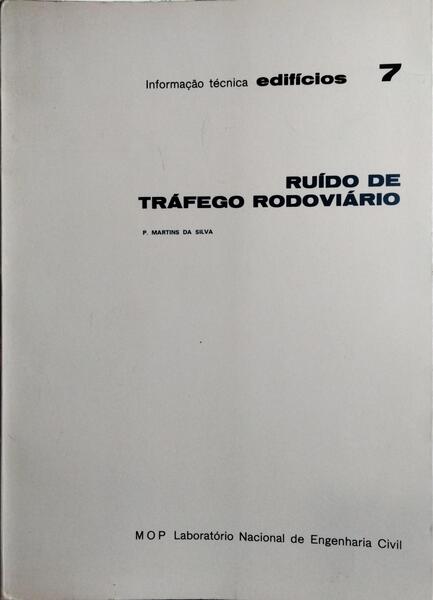 Informação técnica edifícios 7
RUÍDO DE
TRÁFEGO RODOVIÁRIO
P. MARTINS DA SILVA
MOP Laboratório Nacional de Engenharia Civil